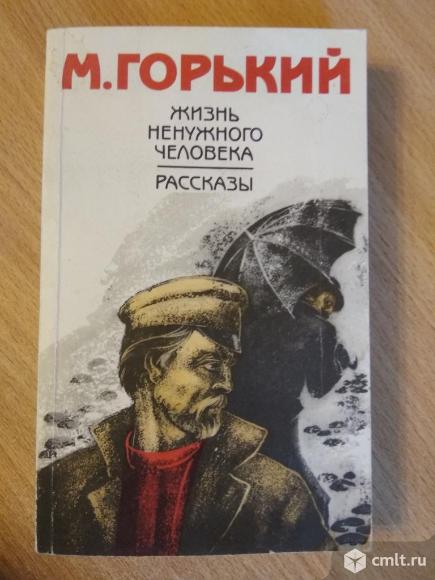 М.ГОРЬКИЙ
ЖИЗНЬ
НЕНУЖНОГО
ЧЕЛОВЕКА
РАССКАЗЫ
cmlt.ru